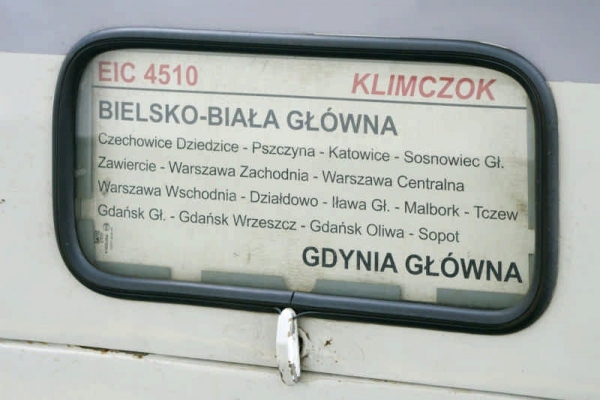 EIC 4510 KLIMCZOK
BIELSKO-BIAŁA GŁÓWNA
Czechowice Dziedzice - Pszczyna - Katowice - Sosnowiec Gł.
Zawiercie - Warszawa Zachodnia - Warszawa Centralna
Warszawa Wschodnia - Działdowo - Iława Gł. - Malbork - Tczew
Gdańsk Gł. - Gdańsk Wrzeszcz - Gdańsk Oliwa - Sopot
GDYNIA GŁÓWNA